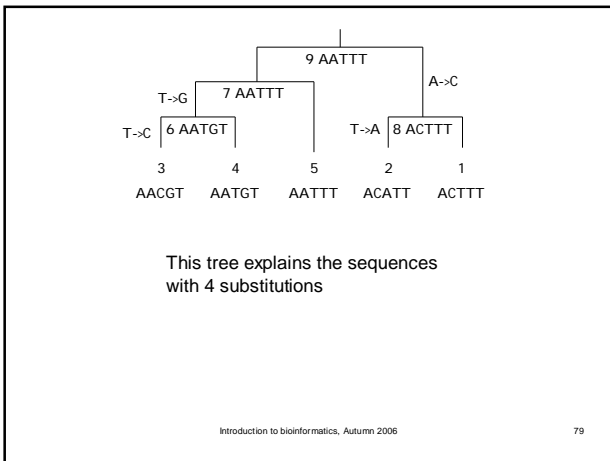 9 AATTT
A->C
7 AATTT
T->G
T->C 6 AATGT T->A 8 ACTTT
3 4 5 2 1
AACGT AATGT AATTT ACATT ACTTT
This tree explains the sequences
with 4 substitutions
Introduction to bioinformatics, Autumn 2006 79